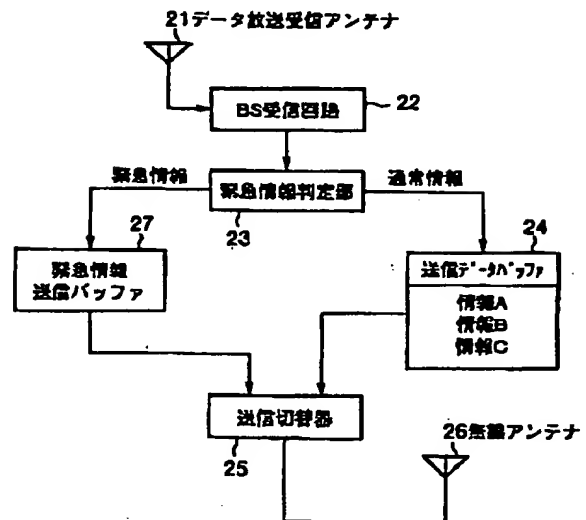 21データ放送受信アンテナ
BS受信回路
22
緊急情報
緊急情報判定部
通常情報
23
27
緊急情報
送信バッファ
24
送信データバッファ
情報A
情報B
情報C
送信切替器
25
26無線アンテナ